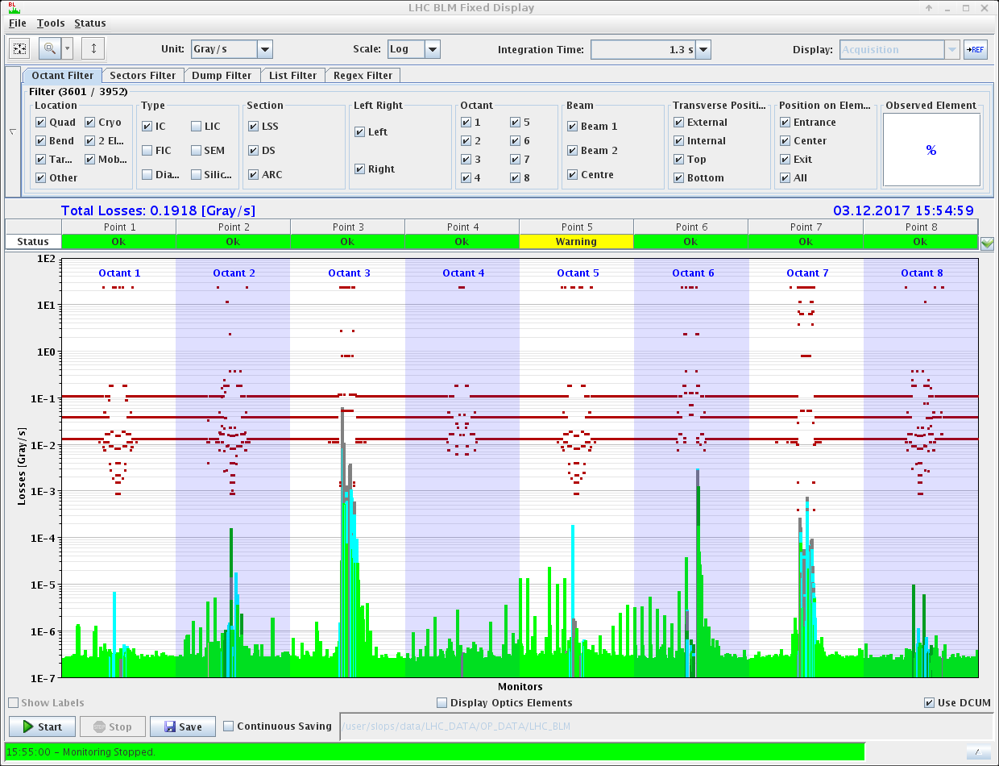 BL LHC BLM Fixed Display
File Tools Status
Unit: Gray/s Scale: Log Integration Time: 1.3 s Display: Acquisition →REF
Octant Filter Sectors Filter Dump Filter List Filter Regex Filter
Filter (3601 / 3952)
Location Type Section Left Right Octant Beam Transverse Positi... Position on Elem... Observed Element
Quad Cryo IC LIC LSS Left 1 5 Beam 1 External Entrance
Bend 2 El... FIC SEM DS 2 6 Beam 2 Internal Center %
Tar... Mob... Dia... Silic... ARC Right 3 7 Centre Top Exit
Other 4 8 Bottom All
Total Losses: 0.1918 [Gray/s] 03.12.2017 15:54:59
Point 1 Point 2 Point 3 Point 4 Point 5 Point 6 Point 7 Point 8
Status Ok Ok Ok Ok Warning Ok Ok Ok
1E2
Octant 1 Octant 2 Octant 3 Octant 4 Octant 5 Octant 6 Octant 7 Octant 8
1E1
1E0
1E-1
1E-2
Losses [Gray/s]
1E-3
1E-4
1E-5
1E-6
1E-7
Monitors
Show Labels Display Optics Elements Use DCUM
Start Stop Save Continuous Saving /user/slops/data/LHC_DATA/OP_DATA/LHC_BLM
15:55:00 - Monitoring Stopped.